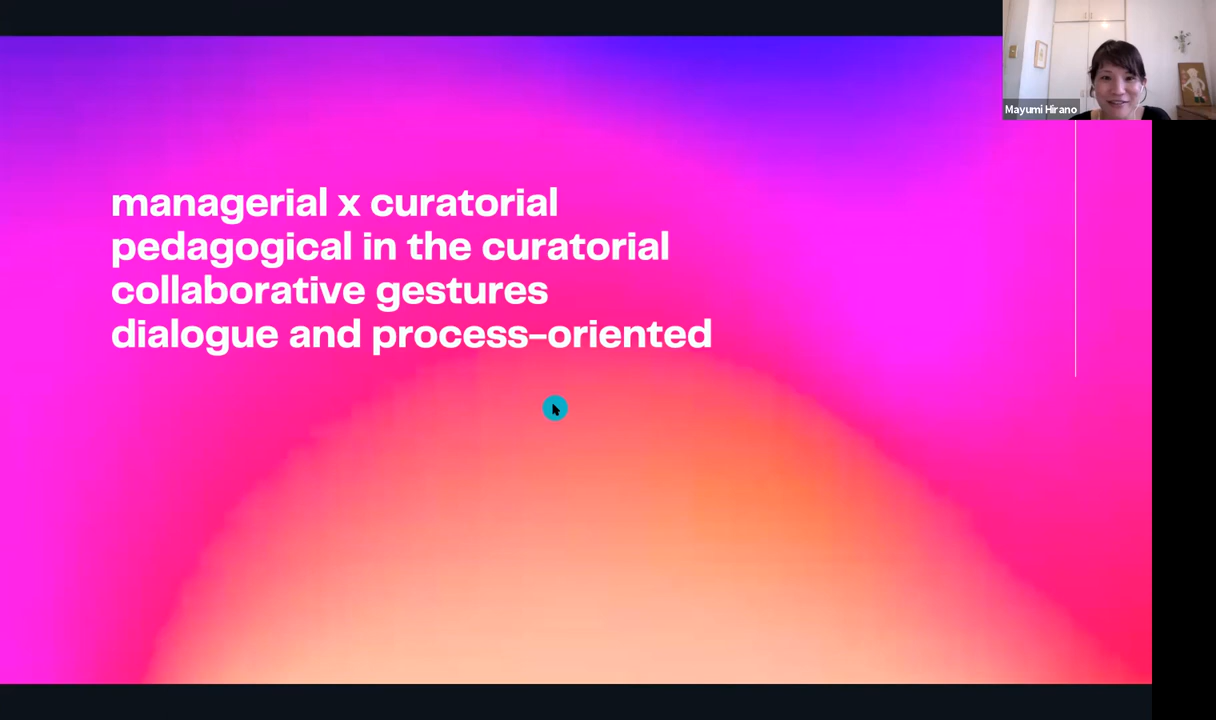 Mayumi Hirano
managerial x curatorial
pedagogical in the curatorial
collaborative gestures
dialogue and process-oriented